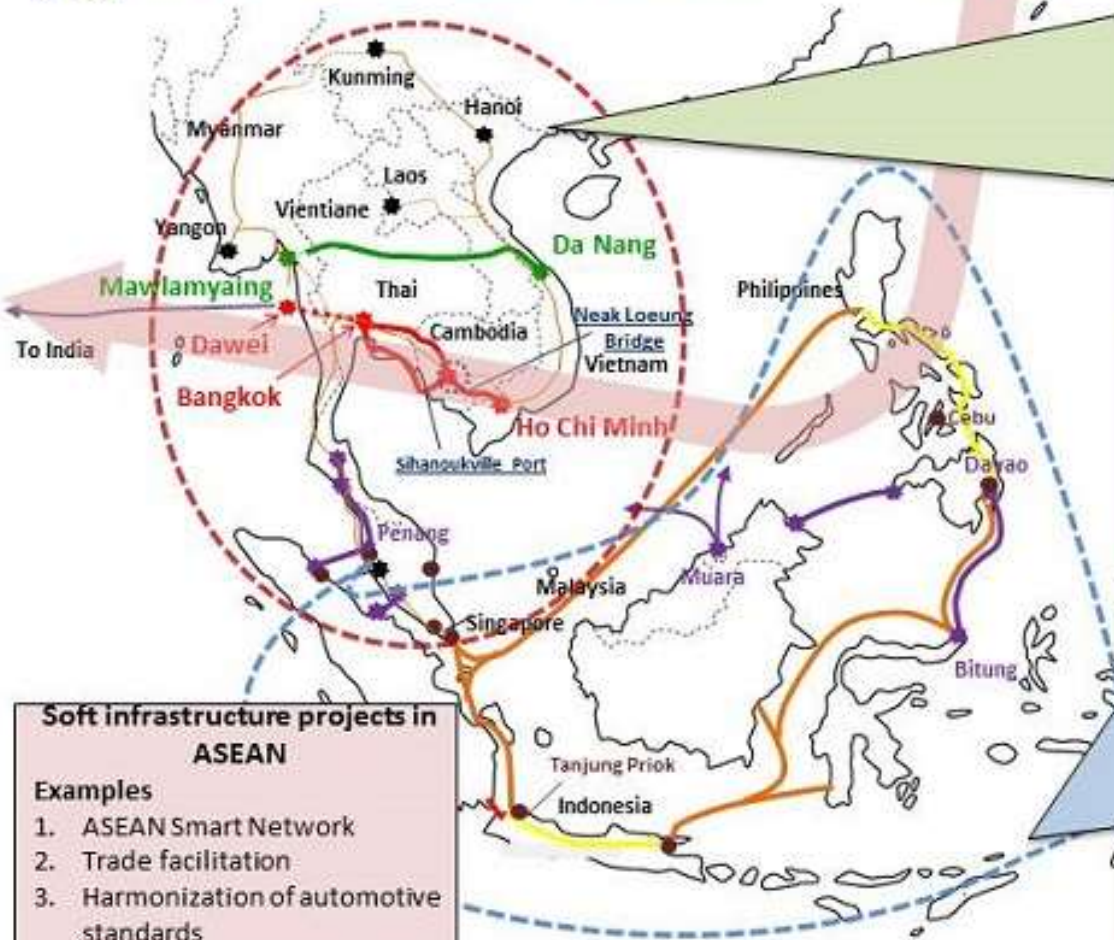 Kunming
Hanoi
Myanmar
Laos
Vientiane
Yangon
Da Nang
Mawlamyaing
Thai
Philippines
Neak Loeung
Bridge
Cambodia
To India
Dawei
Vietnam
Bangkok
Cebu
Ho Chi Minh
Sihanoukville Port
Davao
Penang
Malaysia
Muara
Singapore
Bitung
Soft infrastructure projects in
ASEAN
Tanjung Priok
Examples
Indonesia
1. ASEAN Smart Network
2. Trade facilitation
3. Harmonization of automotive
standards